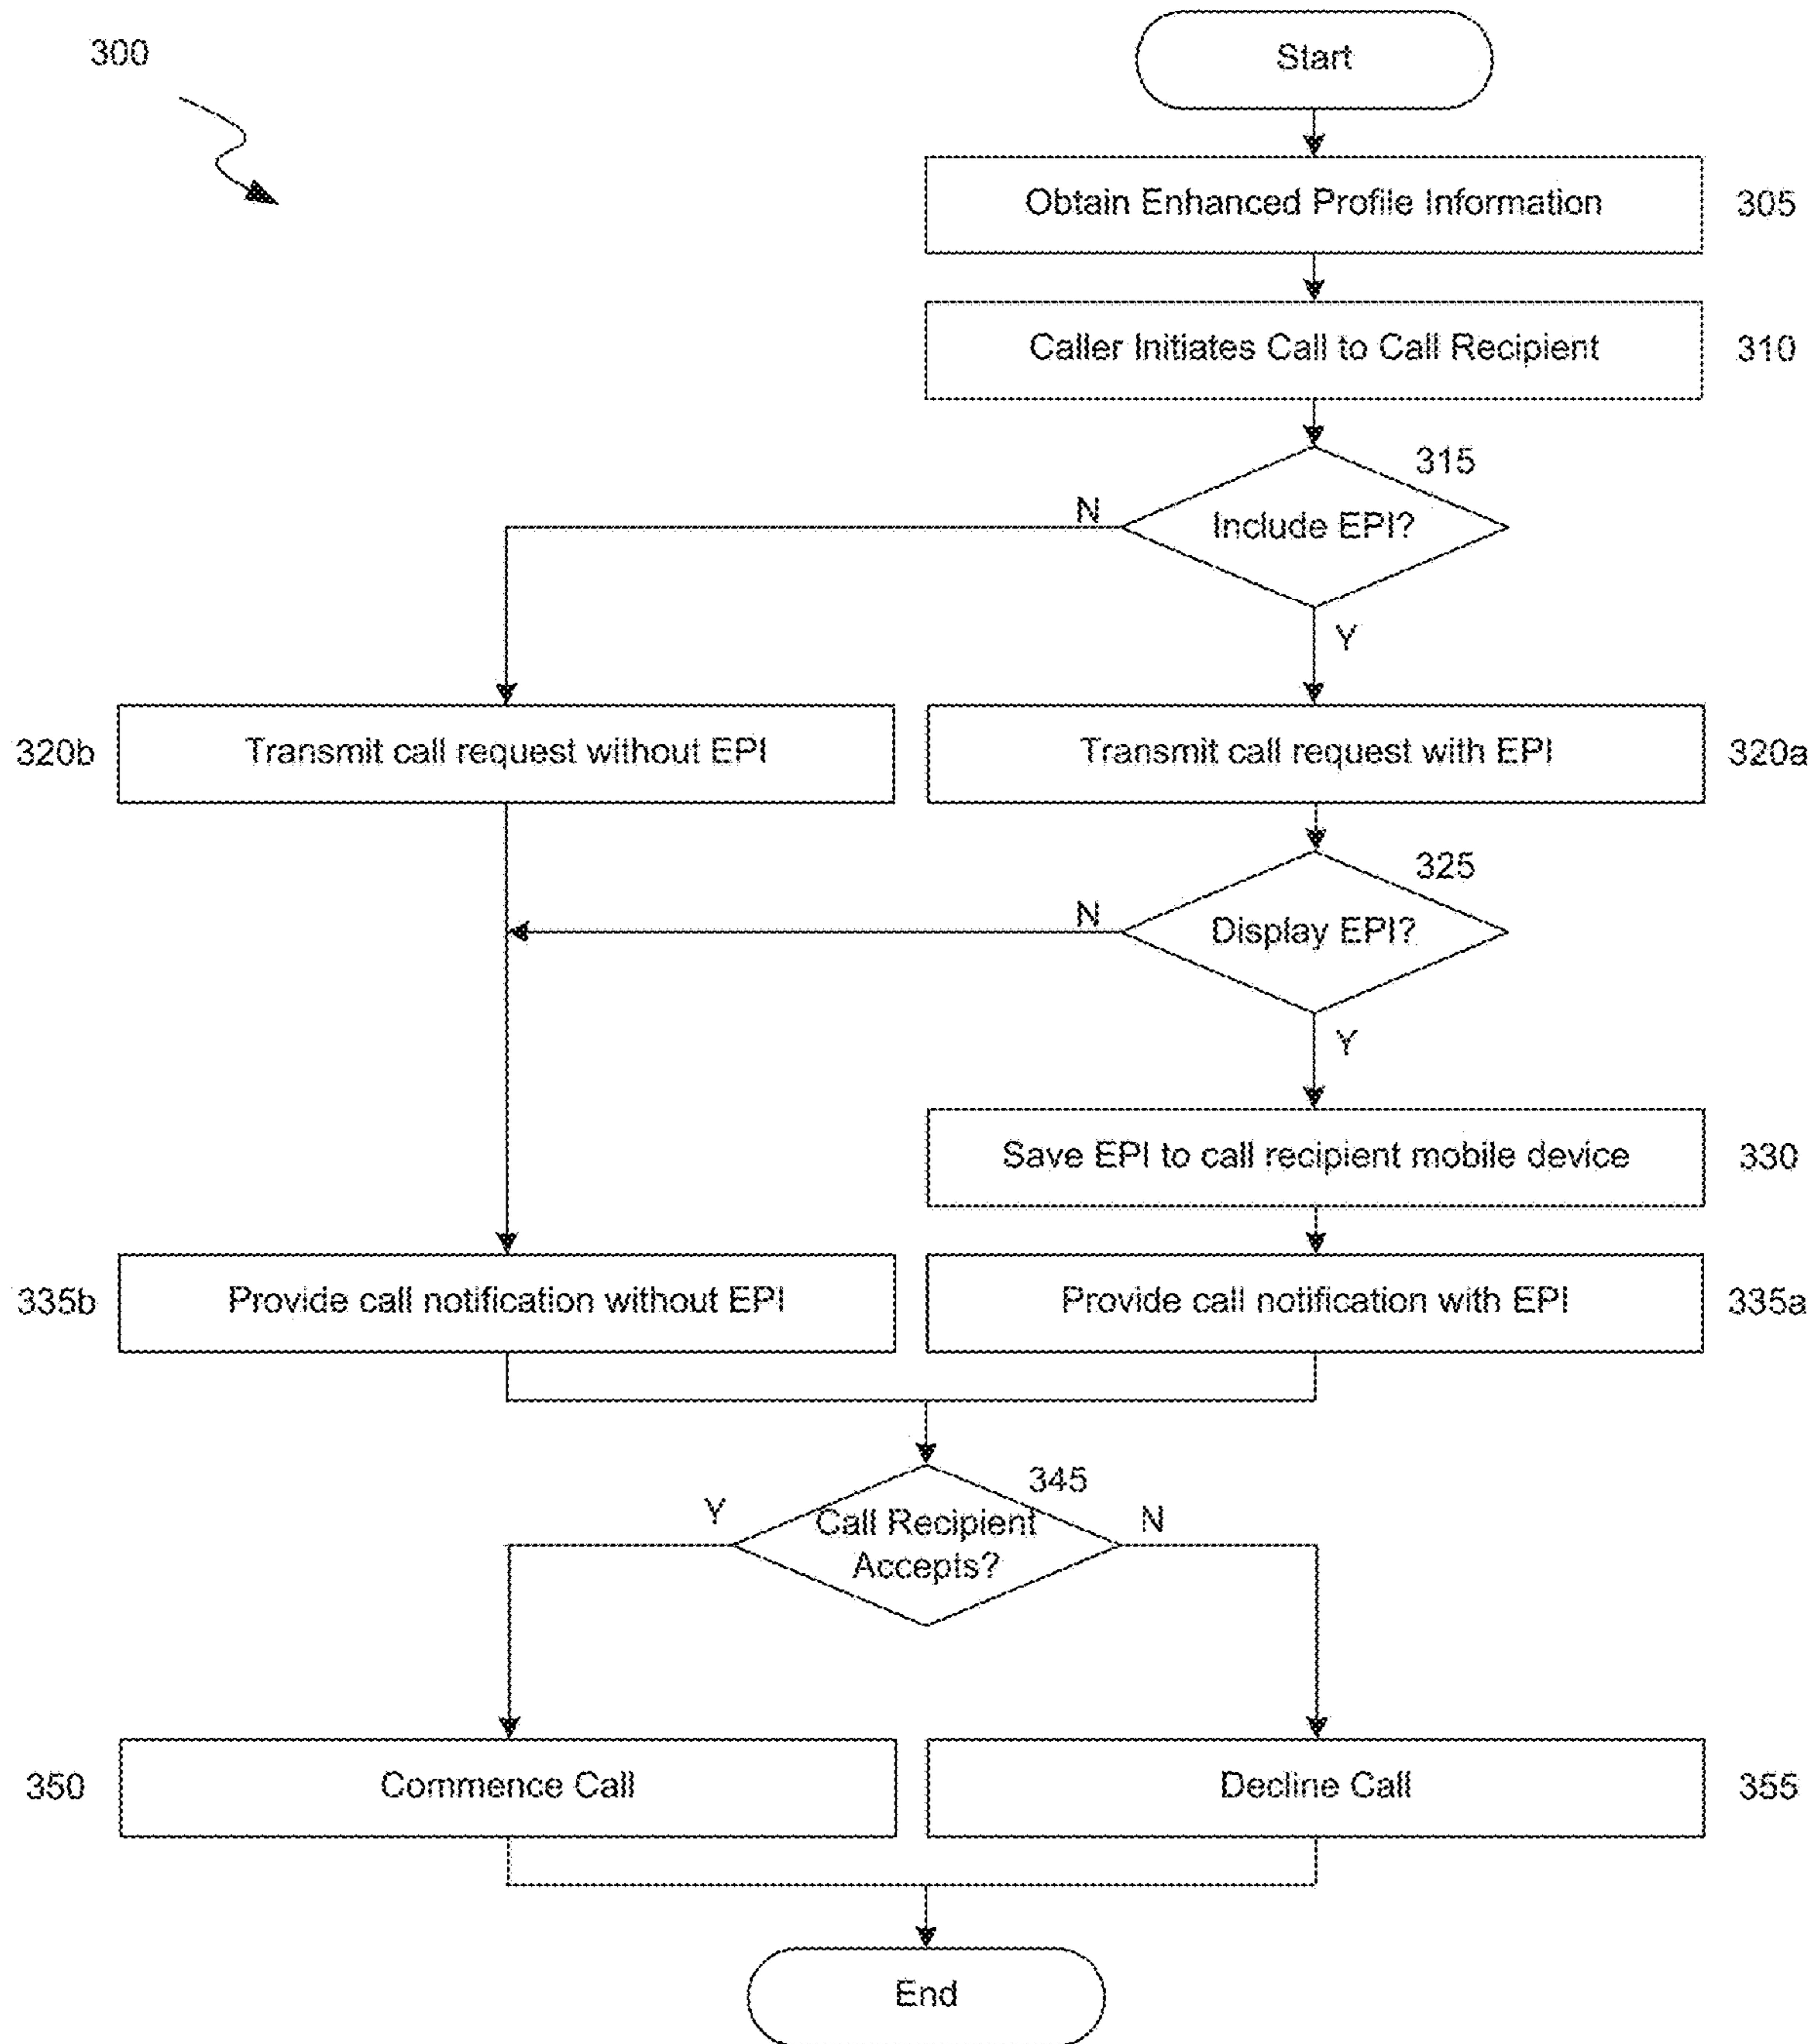 300
Start
Obtain Enhanced Profile Information
305
Caller Initiates Call to Call Recipient
310
315
N
Include EPI?
Y
320b
Transmit call request without EPI
Transmit call request with EPI
320a
325
N
Display EPI?
Y
Save EPI to call recipient mobile device
330
335b
Provide call notification without EPI
Provide call notification with EPI
335a
345
Y
Call Recipient
Accepts?
N
350
Commence Call
Decline Call
355
End